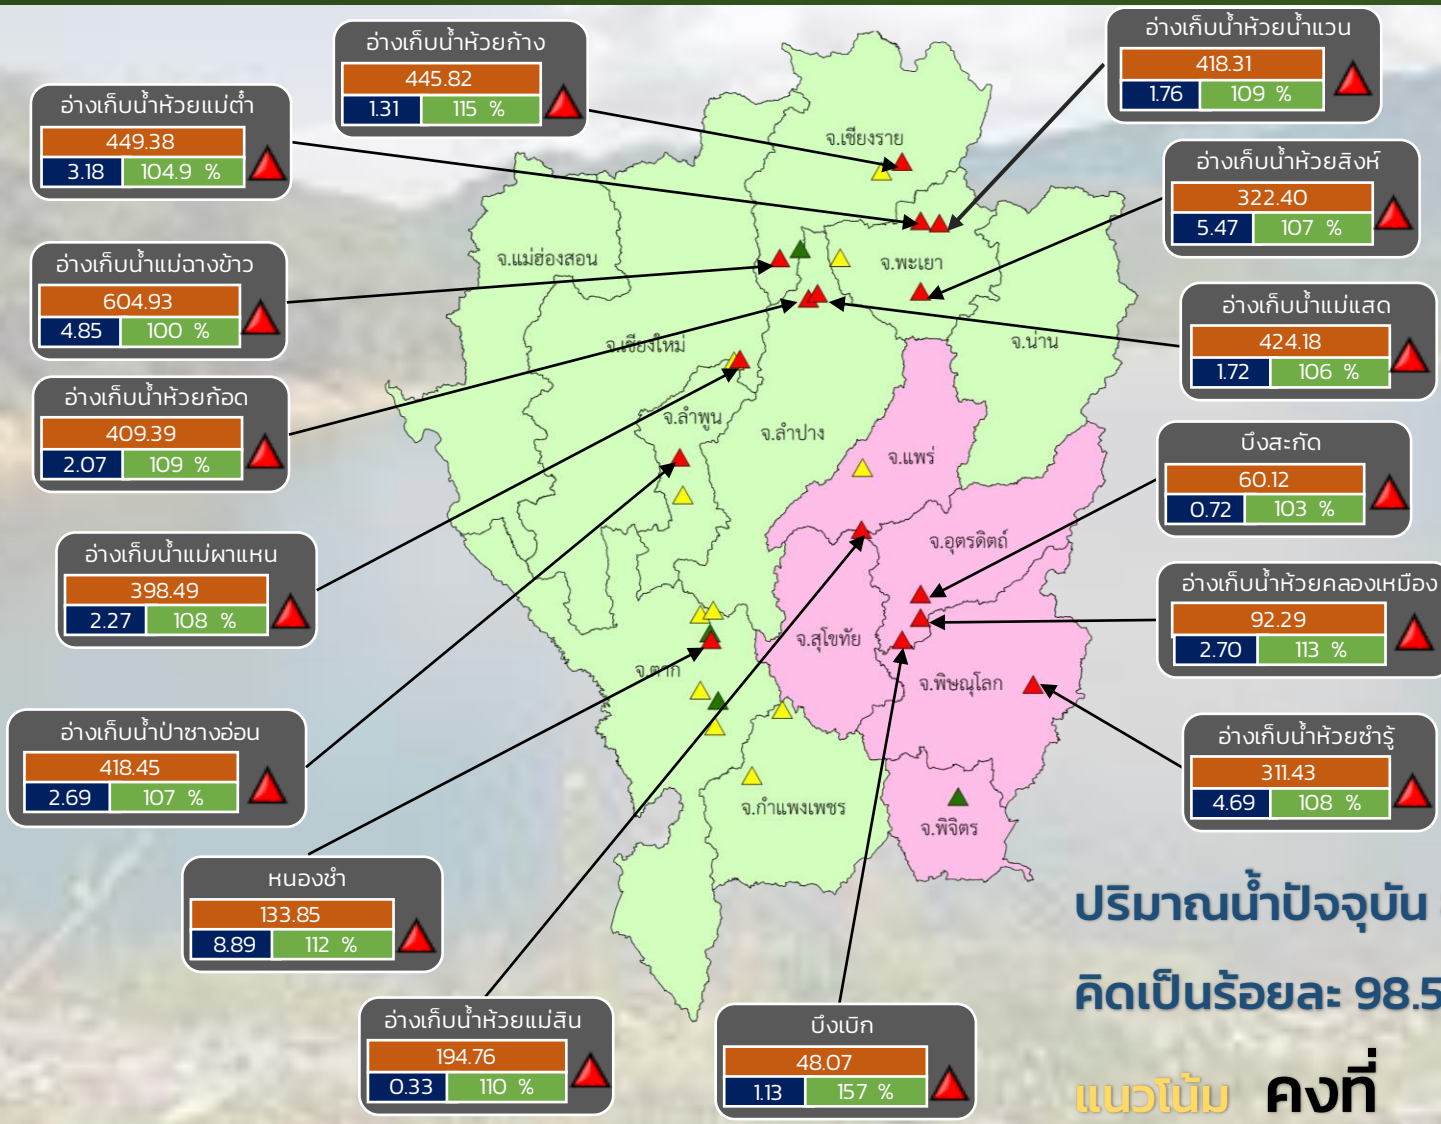 อ่างเก็บน้ำห้วยก้าง
445.82
1.31 115 %
อ่างเก็บน้ำห้วยน้ำแวน
418.31
1.76 109 %
อ่างเก็บน้ำห้วยแม่ต๋ำ
449.38
3.18 104.9 %
อ่างเก็บน้ำห้วยสิงห์
322.40
5.47 107 %
อ่างเก็บน้ำแม่ฉางข้าว
604.93
4.85 100 %
อ่างเก็บน้ำแม่แสด
424.18
1.72 106 %
อ่างเก็บน้ำห้วยก้อด
409.39
2.07 109 %
บึงสะกัด
60.12
0.72 103 %
อ่างเก็บน้ำแม่ผาแหน
398.49
2.27 108 %
อ่างเก็บน้ำห้วยคลองเหมือง
92.29
2.70 113 %
อ่างเก็บน้ำป่าซางอ่อน
418.45
2.69 107 %
อ่างเก็บน้ำห้วยซำรู้
311.43
4.69 108 %
หนองชำ
133.85
8.89 112 %
อ่างเก็บน้ำห้วยแม่สิน
194.76
0.33 110 %
บึงเบิก
48.07
1.13 157 %
จ.เชียงราย
จ.แม่ฮ่องสอน
จ.พะเยา
จ.เชียงใหม่
จ.น่าน
จ.ลำพูน
จ.ลำปาง
จ.แพร่
จ.อุตรดิตถ์
จ.สุโขทัย
จ.ตาก
จ.พิษณุโลก
จ.กำแพงเพชร
จ.พิจิตร
ปริมาณน้ำปัจจุบัน
คิดเป็นร้อยละ 98.5
แนวโน้ม คงที่